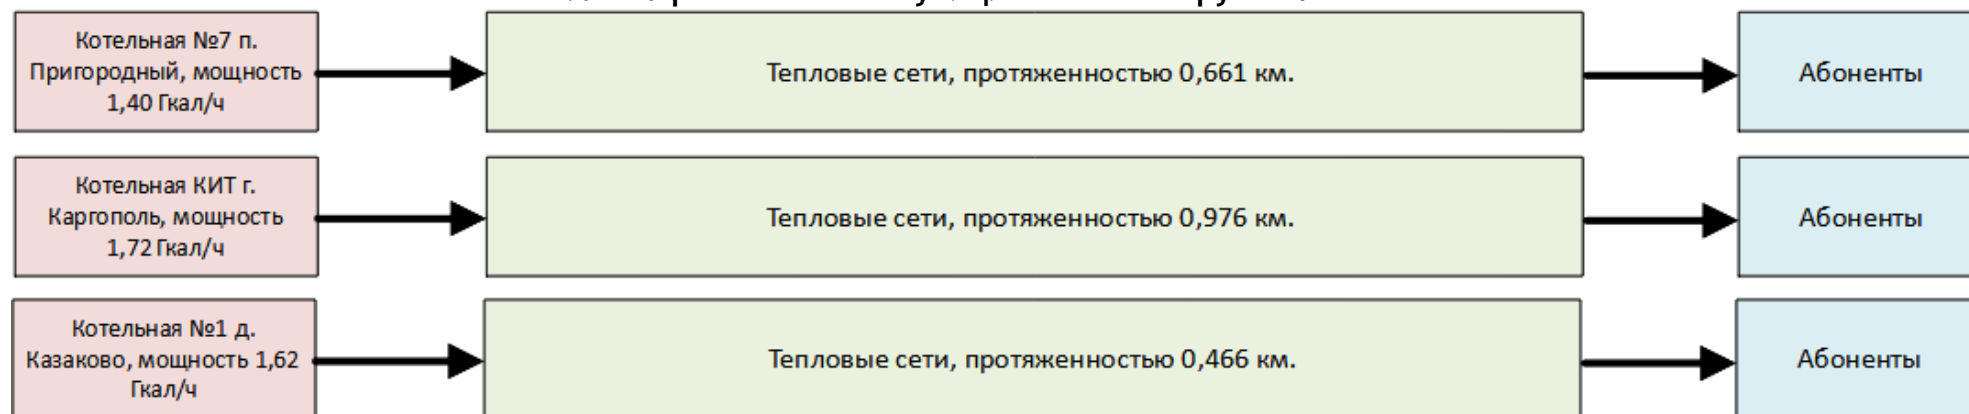 Котельная №7 п.
Пригородный, мощность
1,40 Гкал/ч
Тепловые сети, протяженностью 0,661 км.
Абоненты
Котельная КИТ г.
Каргополь, мощность
1,72 Гкал/ч
Тепловые сети, протяженностью 0,976 км.
Абоненты
Котельная №1 д.
Казаково, мощность 1,62
Гкал/ч
Тепловые сети, протяженностью 0,466 км.
Абоненты